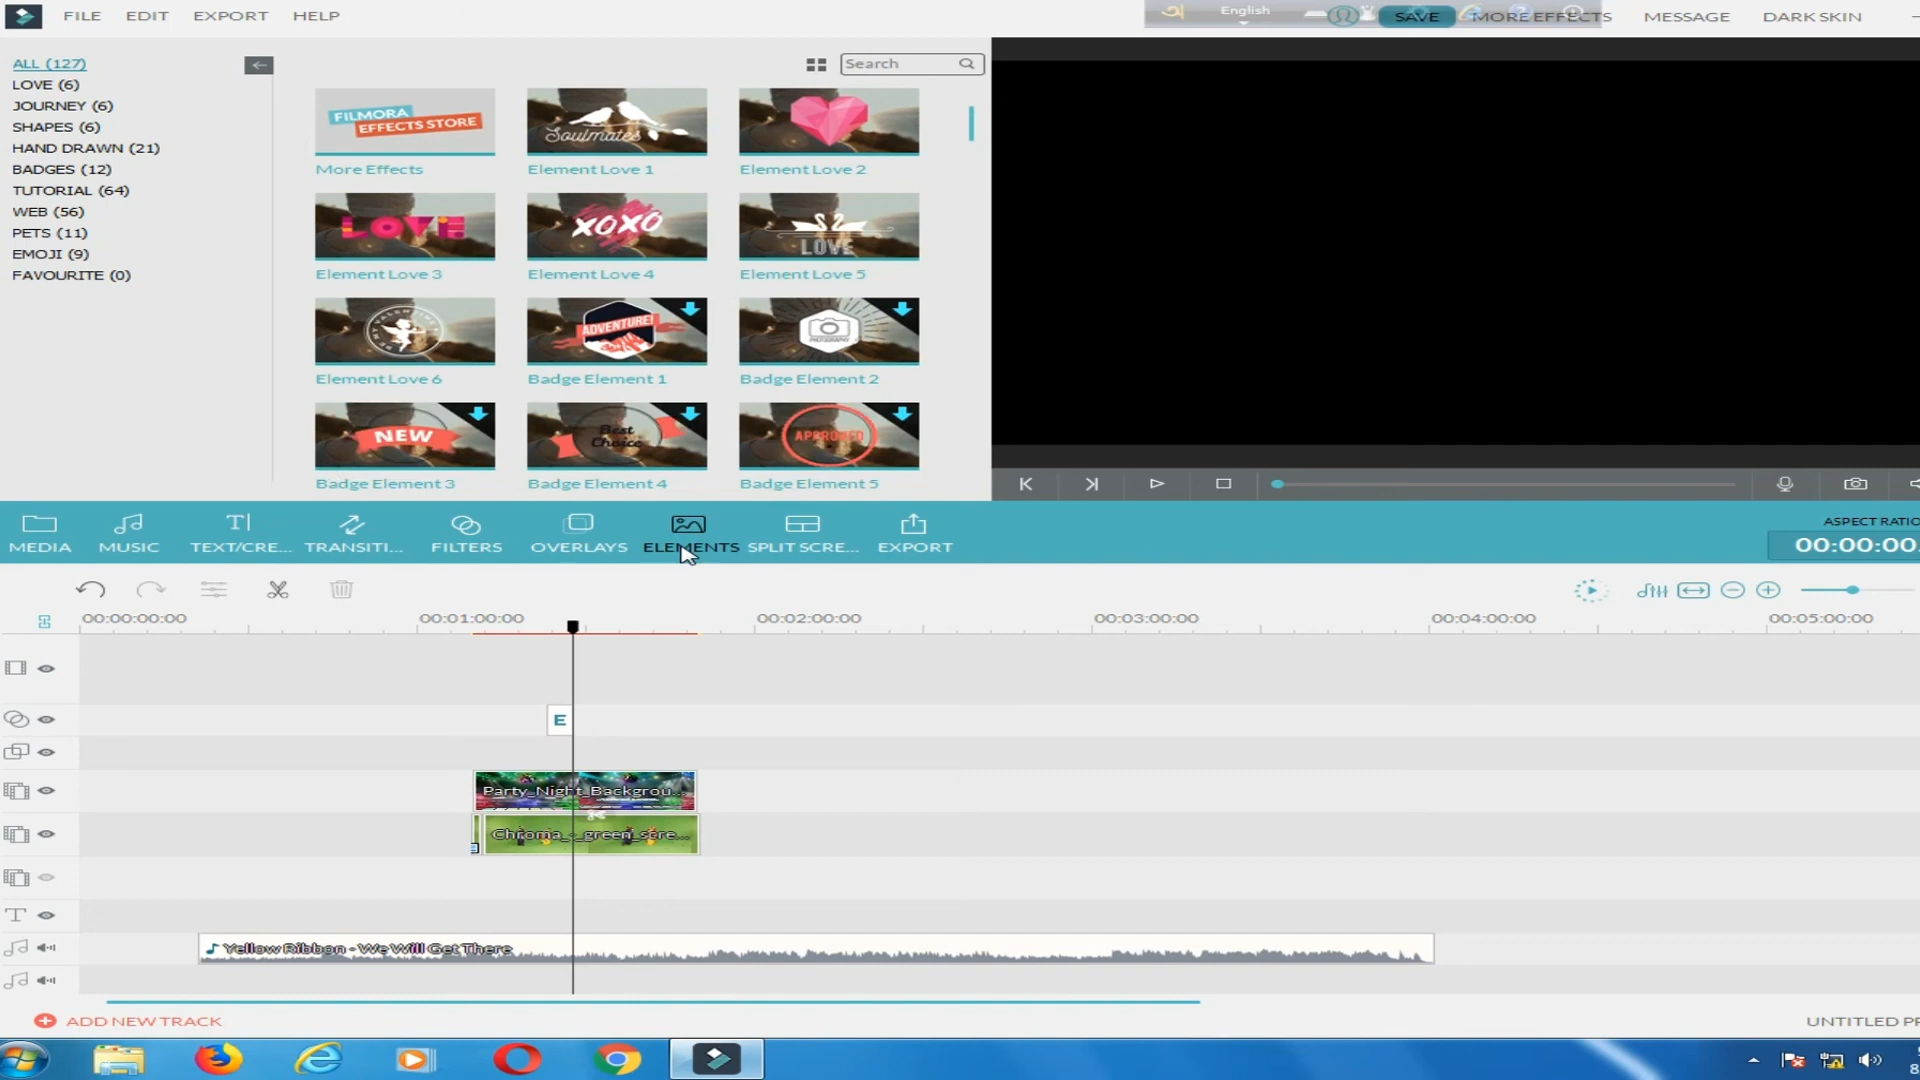 FILE EDIT EXPORT HELP
English
SAVE MORE EFFECTS MESSAGE DARK SKIN
ALL (127)
LOVE (6)
JOURNEY (6)
SHAPES (6)
HAND DRAWN (21)
BADGES (12)
TUTORIAL (64)
WEB (56)
PETS (11)
EMOJI (9)
FAVOURITE (0)
Search
FILMORA
EFFECTS STORE
Soulmates
More Effects Element Love 1 Element Love 2
LOVE XOXO LOVE
Element Love 3 Element Love 4 Element Love 5
ADVENTURE!
Element Love 6 Badge Element 1 Badge Element 2
NEW Best Choice APPROVED
Badge Element 3 Badge Element 4 Badge Element 5
MEDIA MUSIC TEXT/CRE... TRANSITI... FILTERS OVERLAYS ELEMENTS SPLIT SCRE... EXPORT
ASPECT RATIO
00:00:00.
00:00:00:00 00:01:00:00 00:02:00:00 00:03:00:00 00:04:00:00 00:05:00:00
E
Party_Night_Backgrou...
Chroma_-_green_scre...
T
Yellow Ribbon - We Will Get There
ADD NEW TRACK
UNTITLED PR